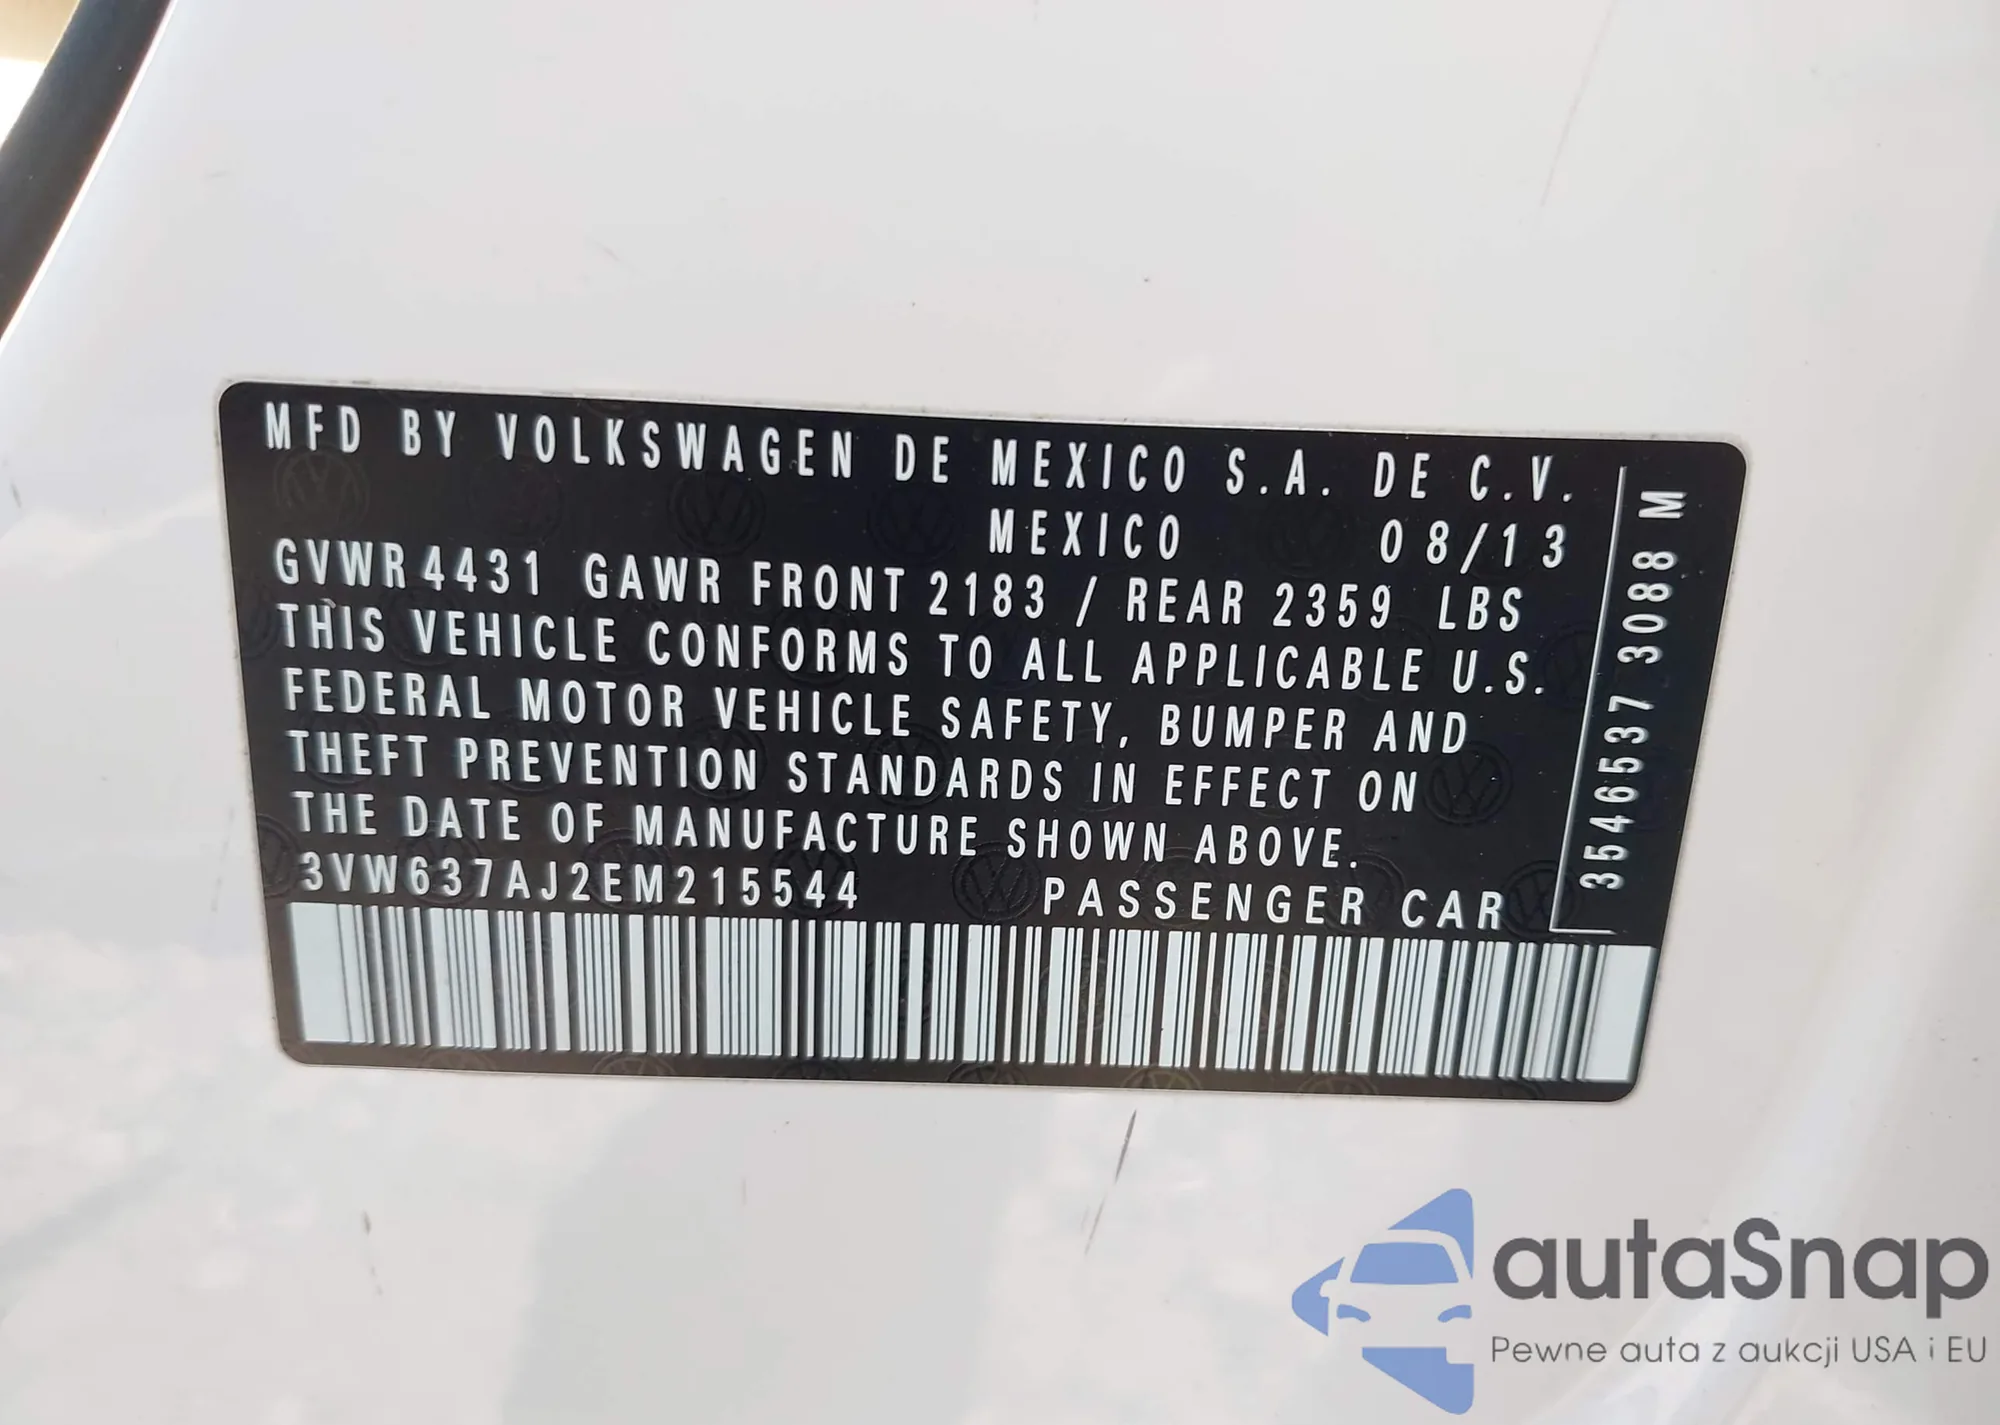 MFD BY VOLKSWAGEN DE MEXICO S.A. DE C.V.
MEXICO 08/13
GVWR 4431 GAWR FRONT 2183 / REAR 2359 LBS
THIS VEHICLE CONFORMS TO ALL APPLICABLE U.S.
FEDERAL MOTOR VEHICLE SAFETY, BUMPER AND
THEFT PREVENTION STANDARDS IN EFFECT ON
THE DATE OF MANUFACTURE SHOWN ABOVE.
3VW637AJ2EM215544 PASSENGER CAR
3546537 3088 M
autaSnap
Pewne auta z aukcji USA i EU